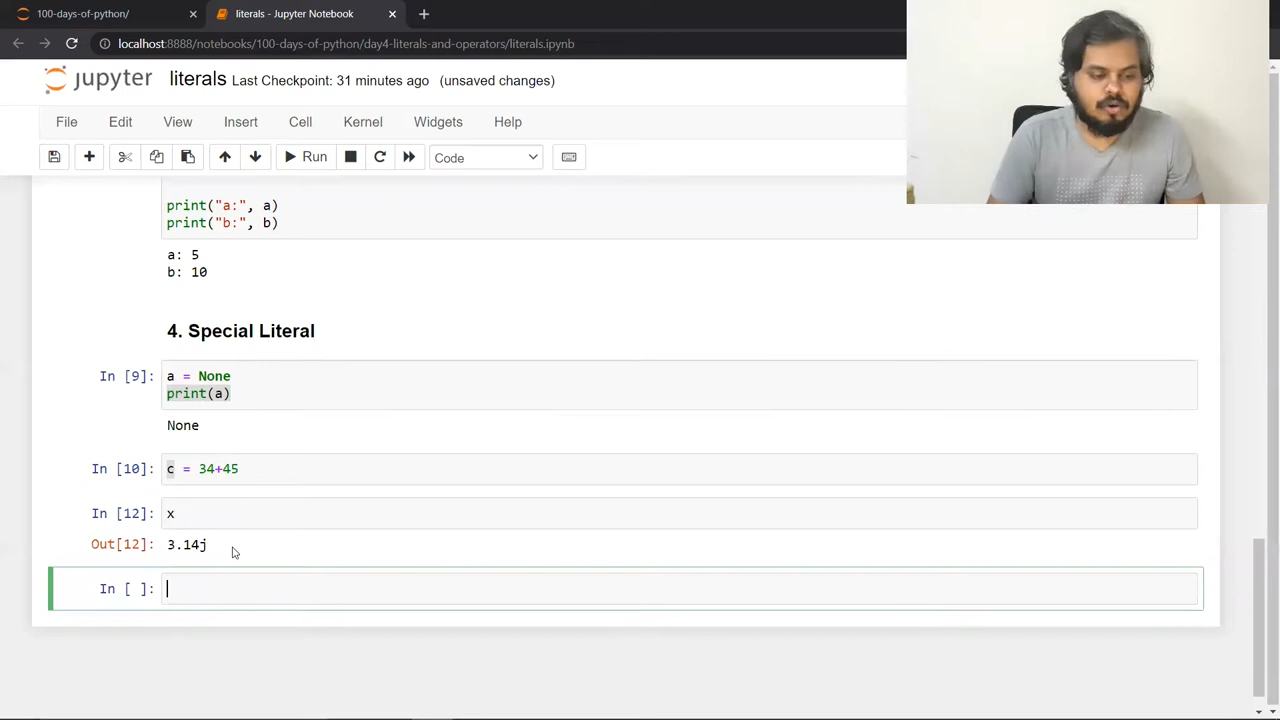 100-days-of-python/
literals - Jupyter Notebook
localhost:8888/notebooks/100-days-of-python/day4-literals-and-operators/literals.ipynb
jupyter literals Last Checkpoint: 31 minutes ago (unsaved changes)
File Edit View Insert Cell Kernel Widgets Help
Run Code
print("a:", a)
print("b:", b)
a: 5
b: 10
4. Special Literal
In [9]: a = None
print(a)
None
In [10]: c = 34+45
In [12]: x
Out[12]: 3.14j
In [ ]: